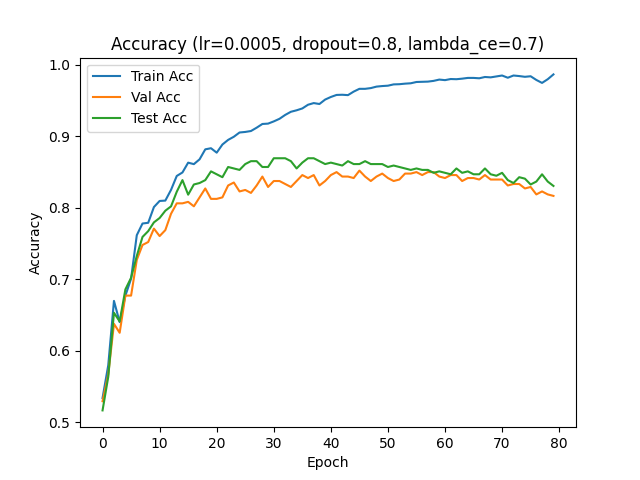 Accuracy (lr=0.0005, dropout=0.8, lambda_ce=0.7)
Train Acc
Val Acc
Test Acc
Accuracy
1.0
0.9
0.8
0.7
0.6
0.5
0 10 20 30 40 50 60 70 80
Epoch